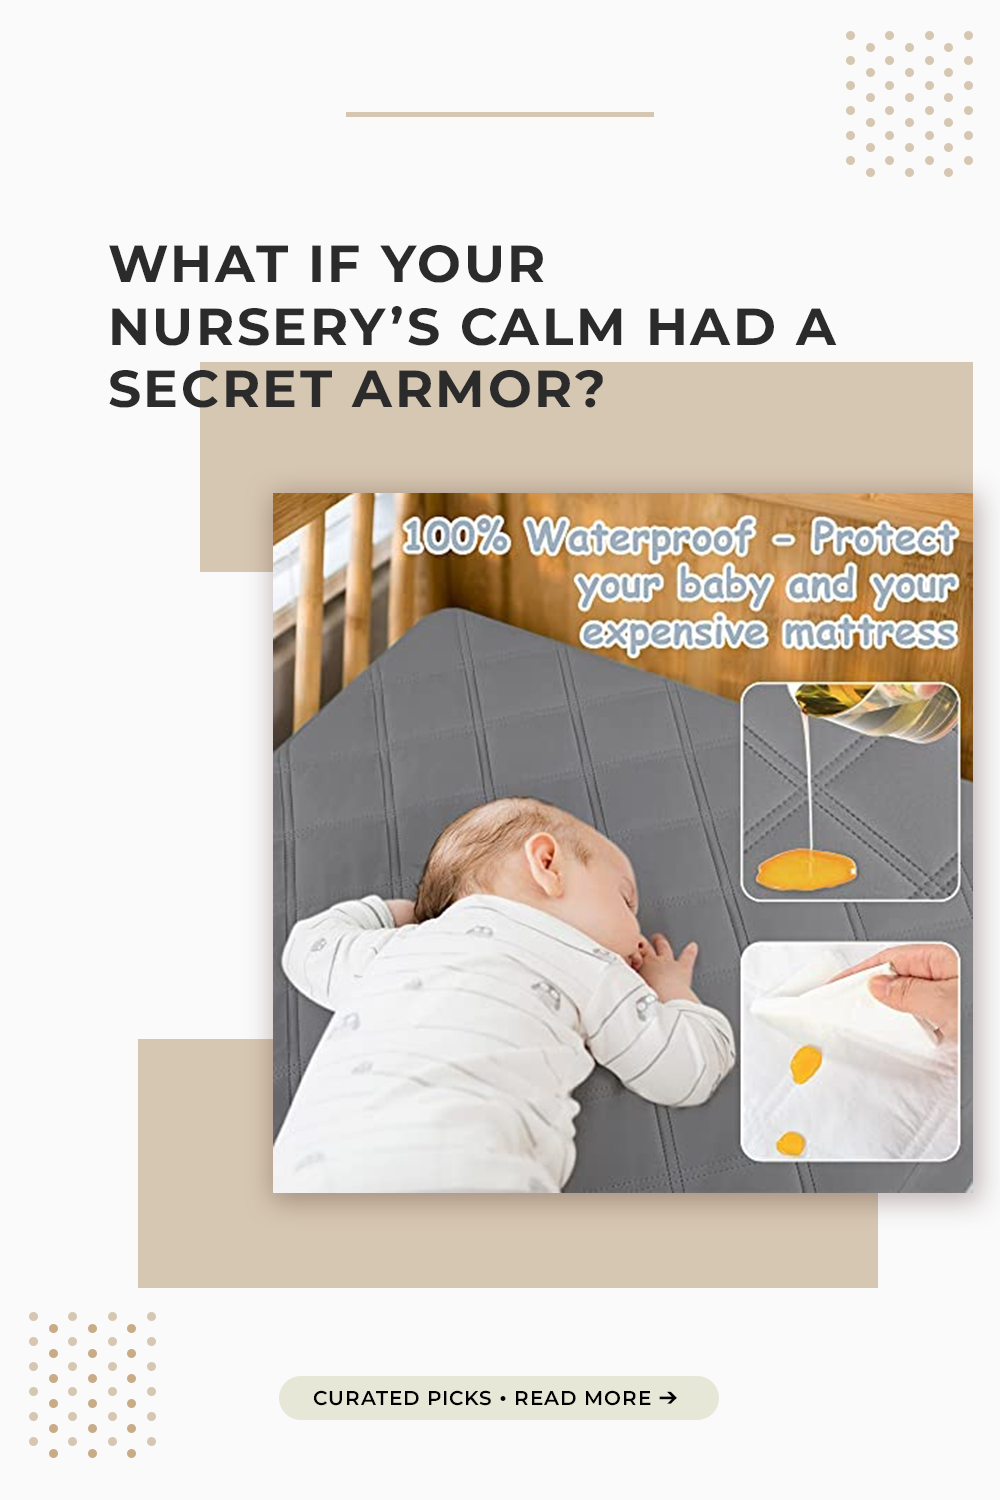 WHAT IF YOUR
NURSERY’S CALM HAD A
SECRET ARMOR?
100% Waterproof - Protect
your baby and your
expensive mattress
CURATED PICKS • READ MORE →